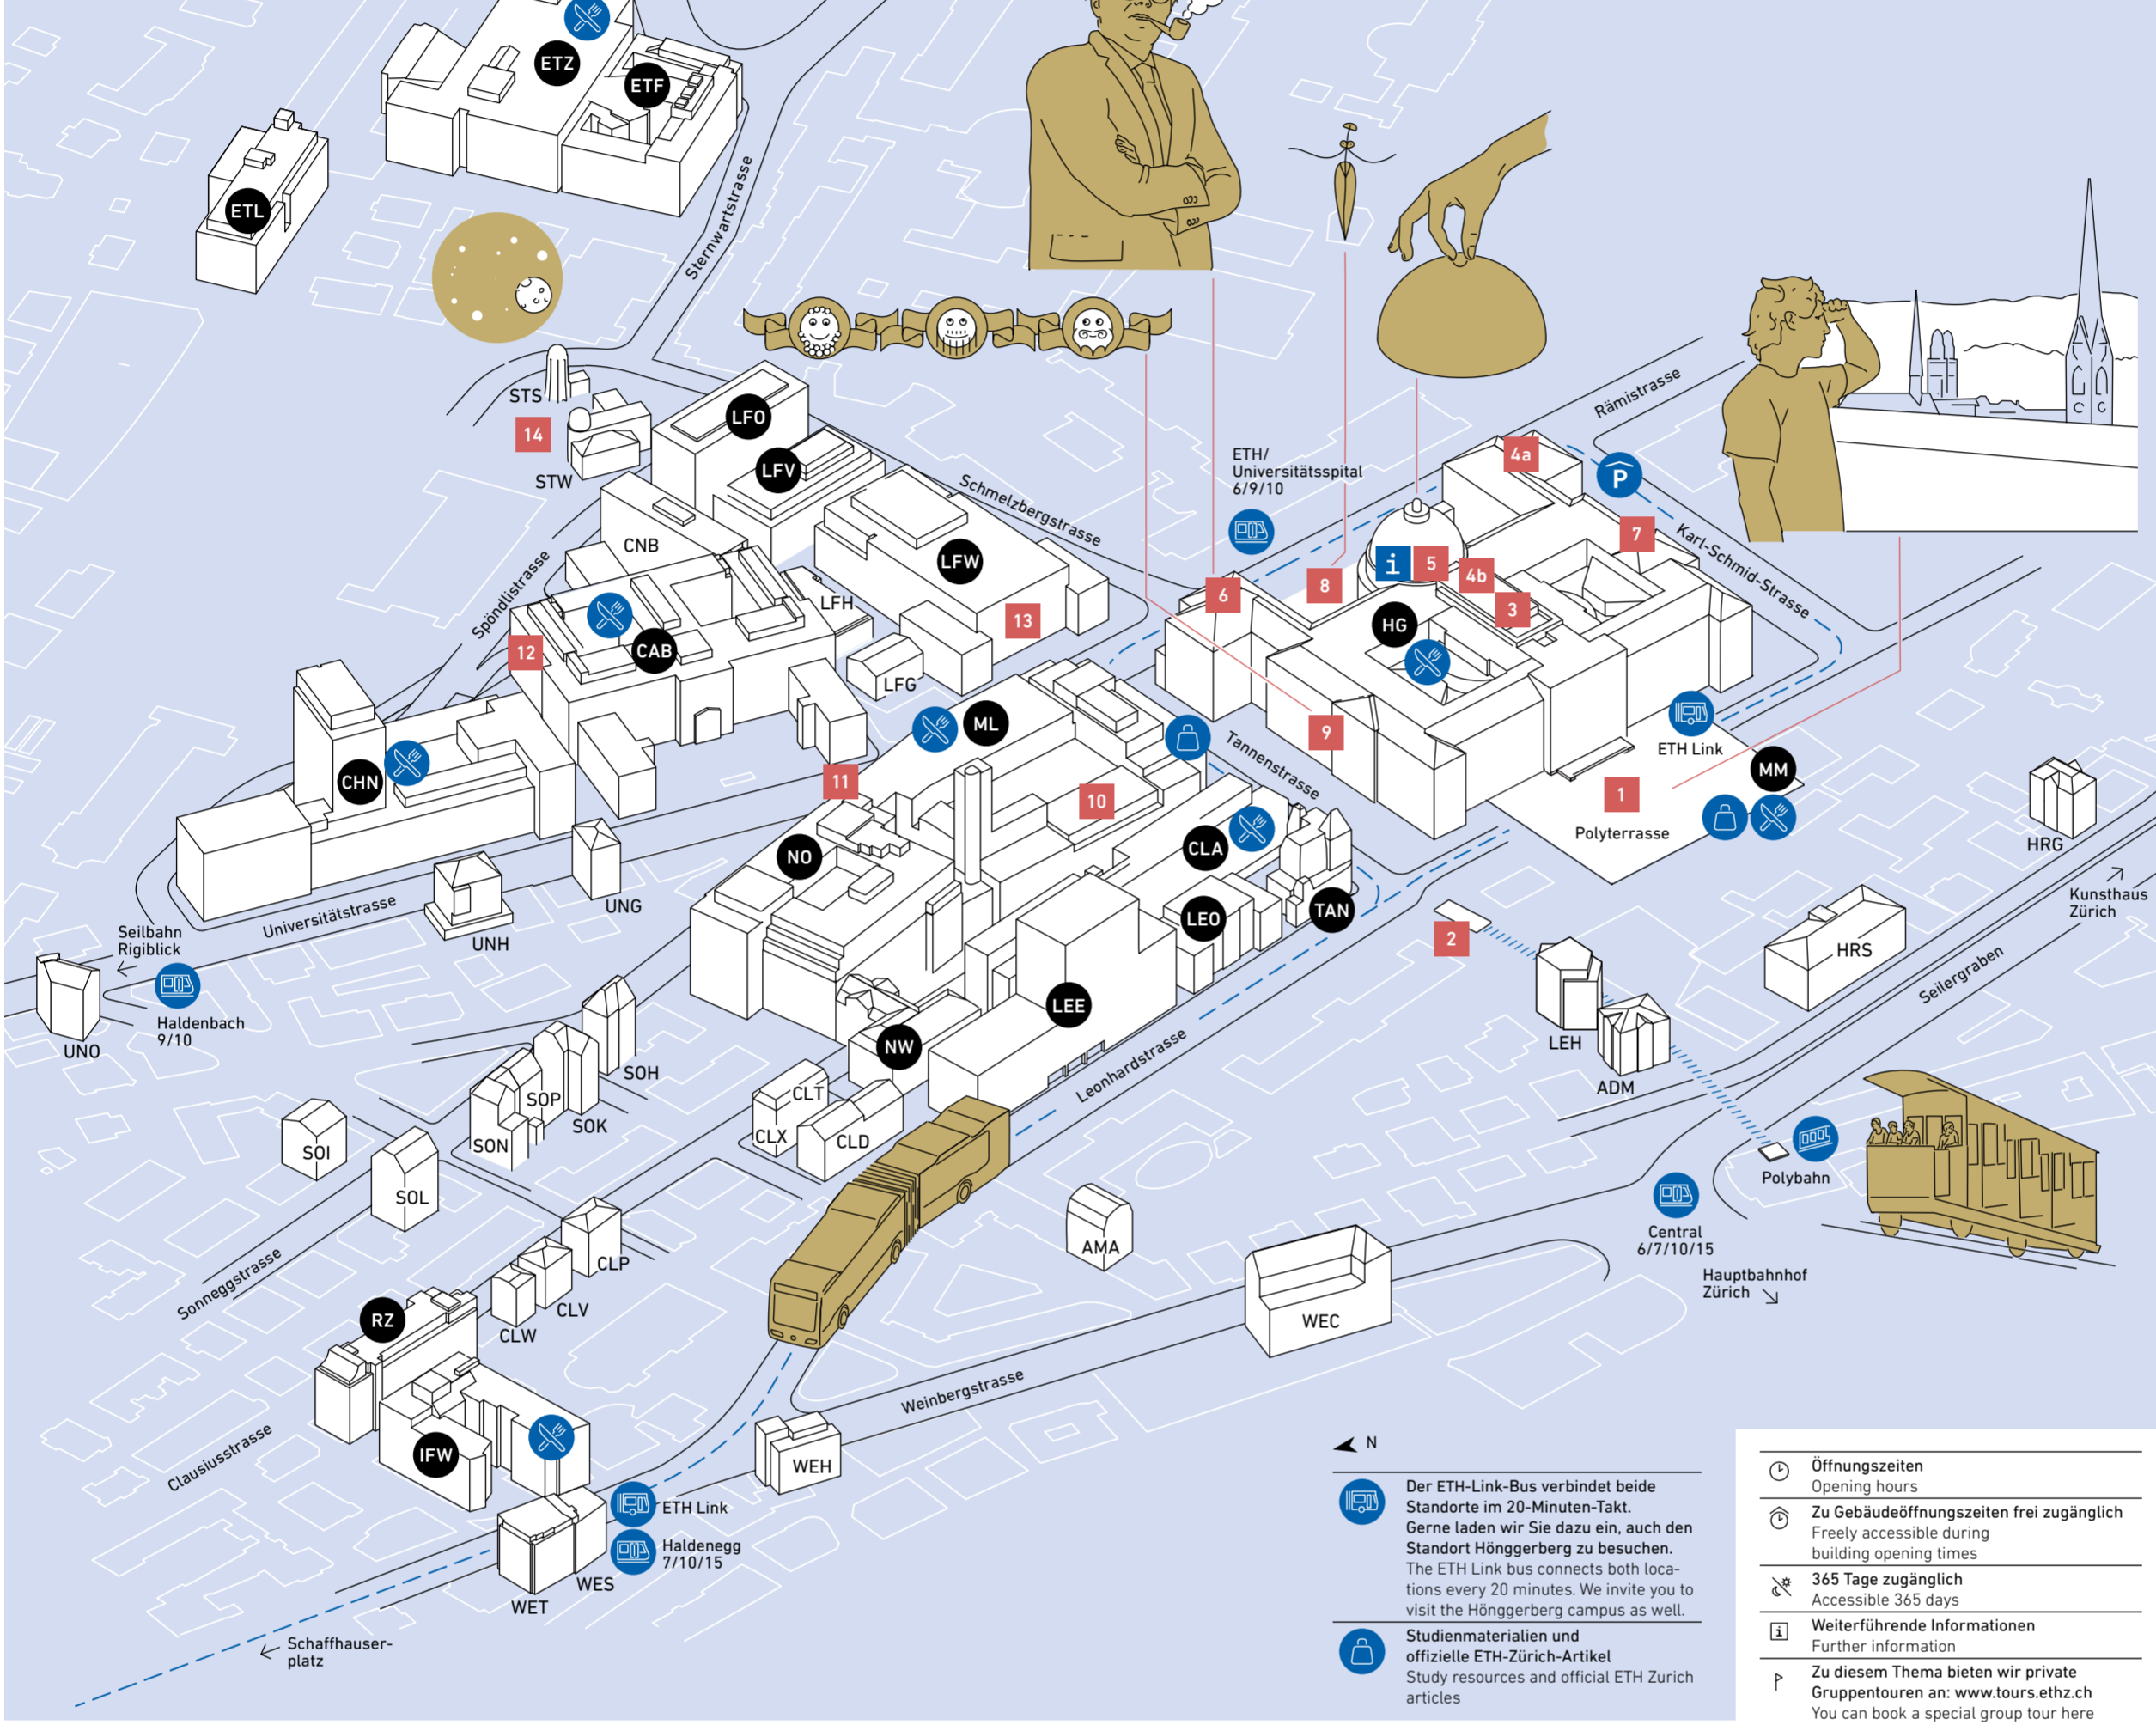 ETZ
ETF
ETL
Sternwartstrasse
STS
14
STW
LFO
LFV
Schmelzbergstrasse
ETH/
Universitätsspital
6/9/10
Rämistrasse
4a
P
7
Karl-Schmid-Strasse
i
5
4b
3
8
6
HG
9
CNB
LFW
LFH
13
Spöndlistrasse
12
CAB
LFG
ML
Tannenstrasse
ETH Link
MM
1
Polyterrasse
HRG
CHN
11
10
NO
CLA
Kunsthaus
Zürich
UNG
Universitätstrasse
UNH
LEO
TAN
2
HRS
Seilergraben
Seilbahn
Rigiblick
Haldenbach
9/10
UNO
LEE
NW
LEH
ADM
Leonhardstrasse
SOH
SOP
SOK
SON
SOI
SOL
CLT
CLX
CLD
Polybahn
Central
6/7/10/15
Hauptbahnhof
Zürich
AMA
Sonneggstrasse
CLP
CLV
CLW
RZ
WEC
Weinbergstrasse
Clausiusstrasse
IFW
WEH
ETH Link
Haldenegg
7/10/15
WES
WET
Schaffhauser-
platz
N
Der ETH-Link-Bus verbindet beide
Standorte im 20-Minuten-Takt.
Gerne laden wir Sie dazu ein, auch den
Standort Hönggerberg zu besuchen.
The ETH Link bus connects both loca-
tions every 20 minutes. We invite you to
visit the Hönggerberg campus as well.
Studienmaterialien und
offizielle ETH-Zürich-Artikel
Study resources and official ETH Zurich
articles
Öffnungszeiten
Opening hours
Zu Gebäudeöffnungszeiten frei zugänglich
Freely accessible during
building opening times
365 Tage zugänglich
Accessible 365 days
i
Weiterführende Informationen
Further information
Zu diesem Thema bieten wir private
Gruppentouren an: www.tours.ethz.ch
You can book a special group tour here